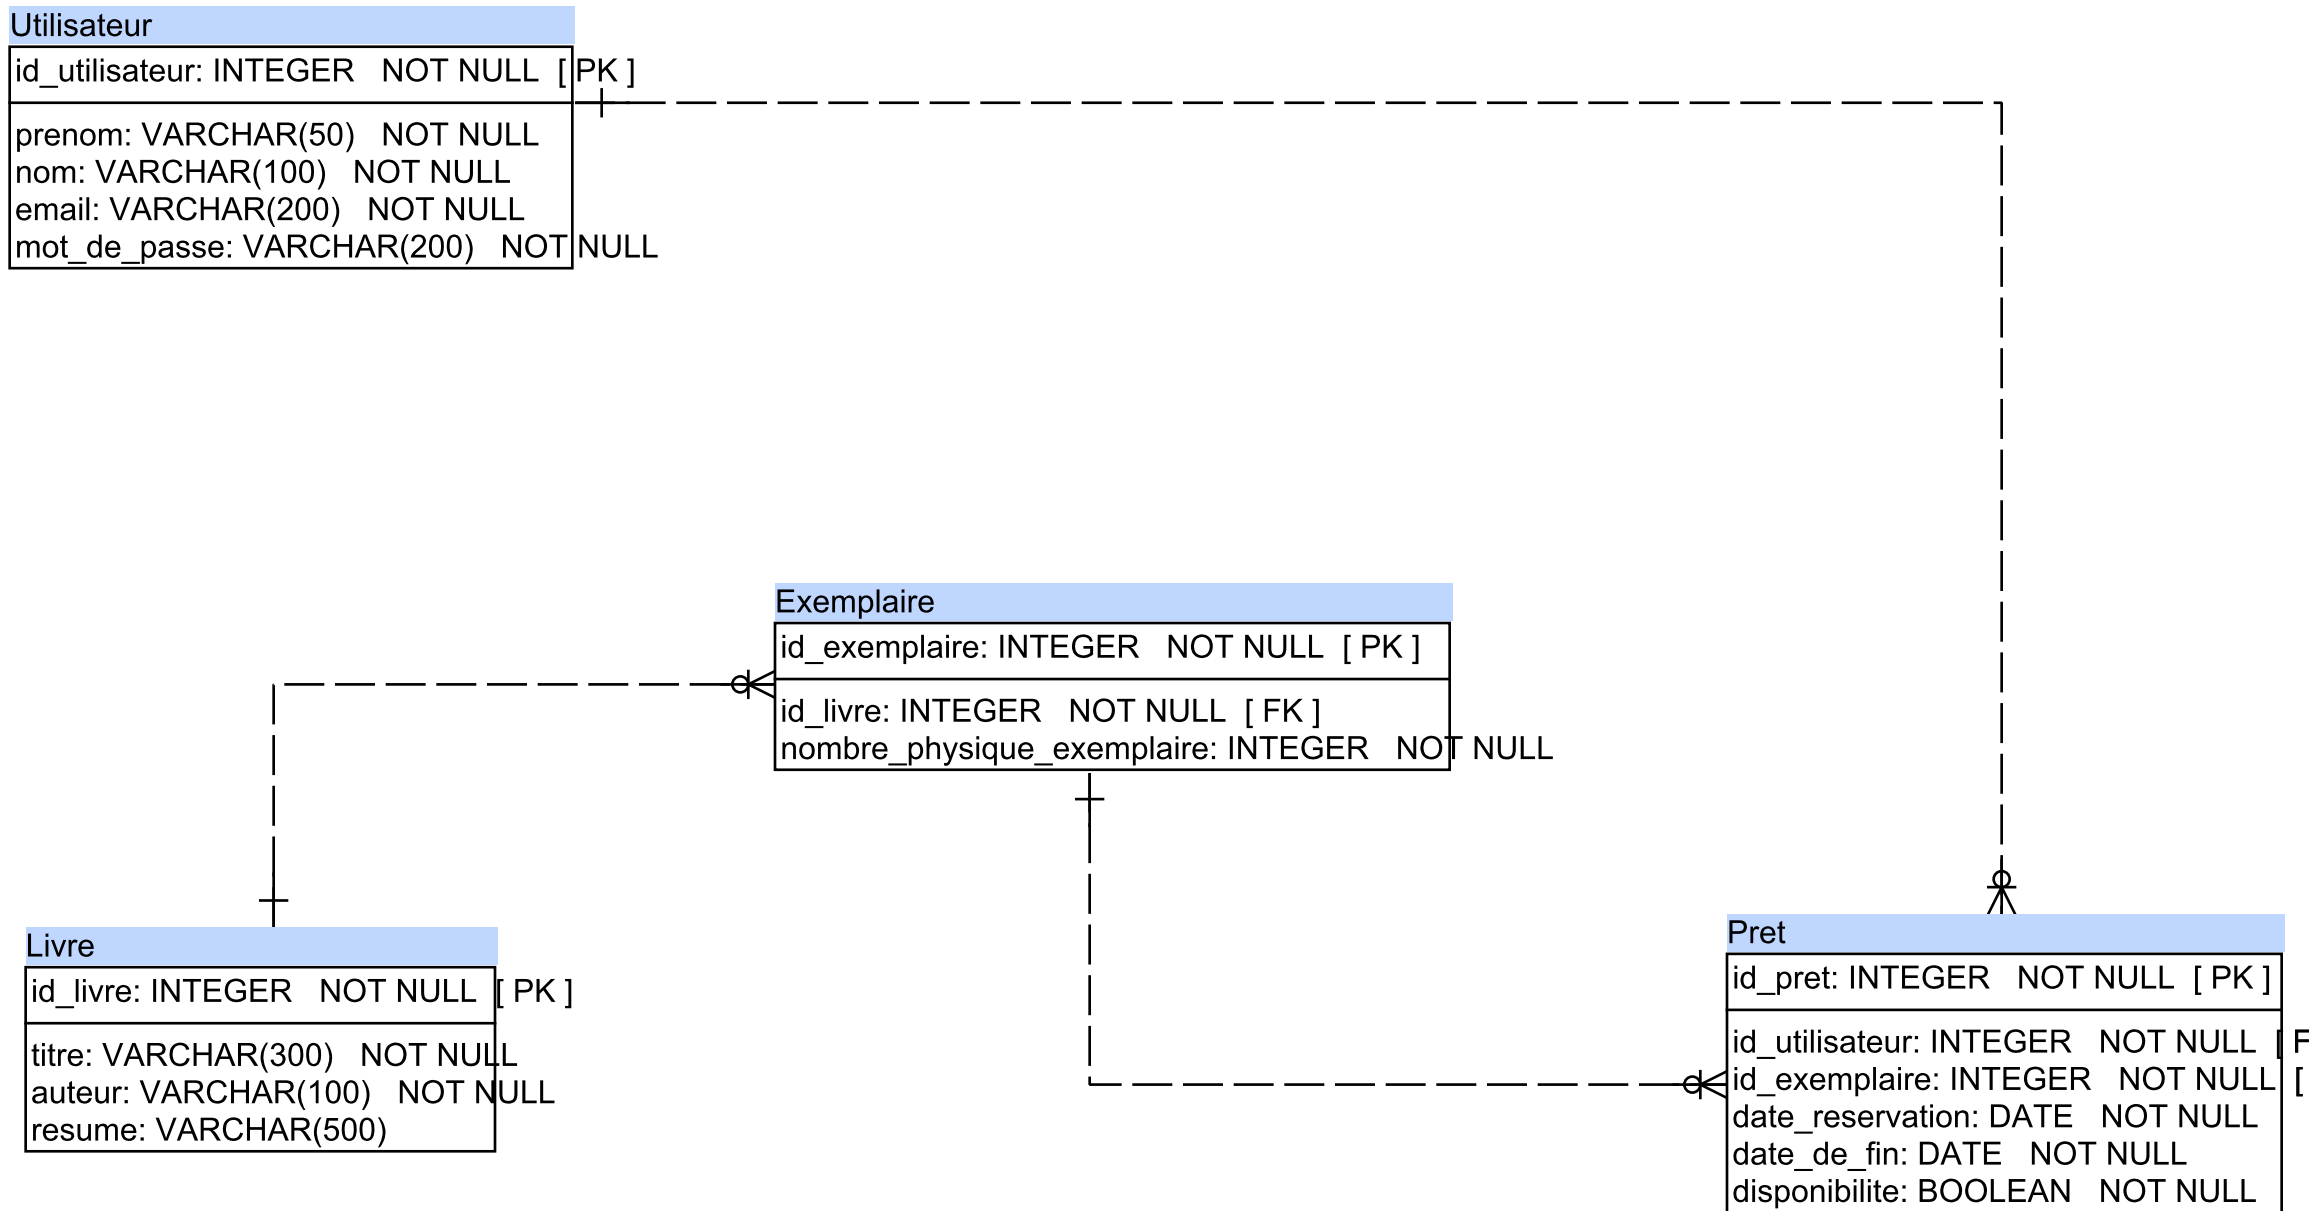 Utilisateur
id_utilisateur: INTEGER NOT NULL [ PK ]
prenom: VARCHAR(50) NOT NULL
nom: VARCHAR(100) NOT NULL
email: VARCHAR(200) NOT NULL
mot_de_passe: VARCHAR(200) NOT NULL
Exemplaire
id_exemplaire: INTEGER NOT NULL [ PK ]
id_livre: INTEGER NOT NULL [ FK ]
nombre_physique_exemplaire: INTEGER NOT NULL
Livre
id_livre: INTEGER NOT NULL [ PK ]
titre: VARCHAR(300) NOT NULL
auteur: VARCHAR(100) NOT NULL
resume: VARCHAR(500)
Pret
id_pret: INTEGER NOT NULL [ PK ]
id_utilisateur: INTEGER NOT NULL [ F
id_exemplaire: INTEGER NOT NULL [
date_reservation: DATE NOT NULL
date_de_fin: DATE NOT NULL
disponibilite: BOOLEAN NOT NULL